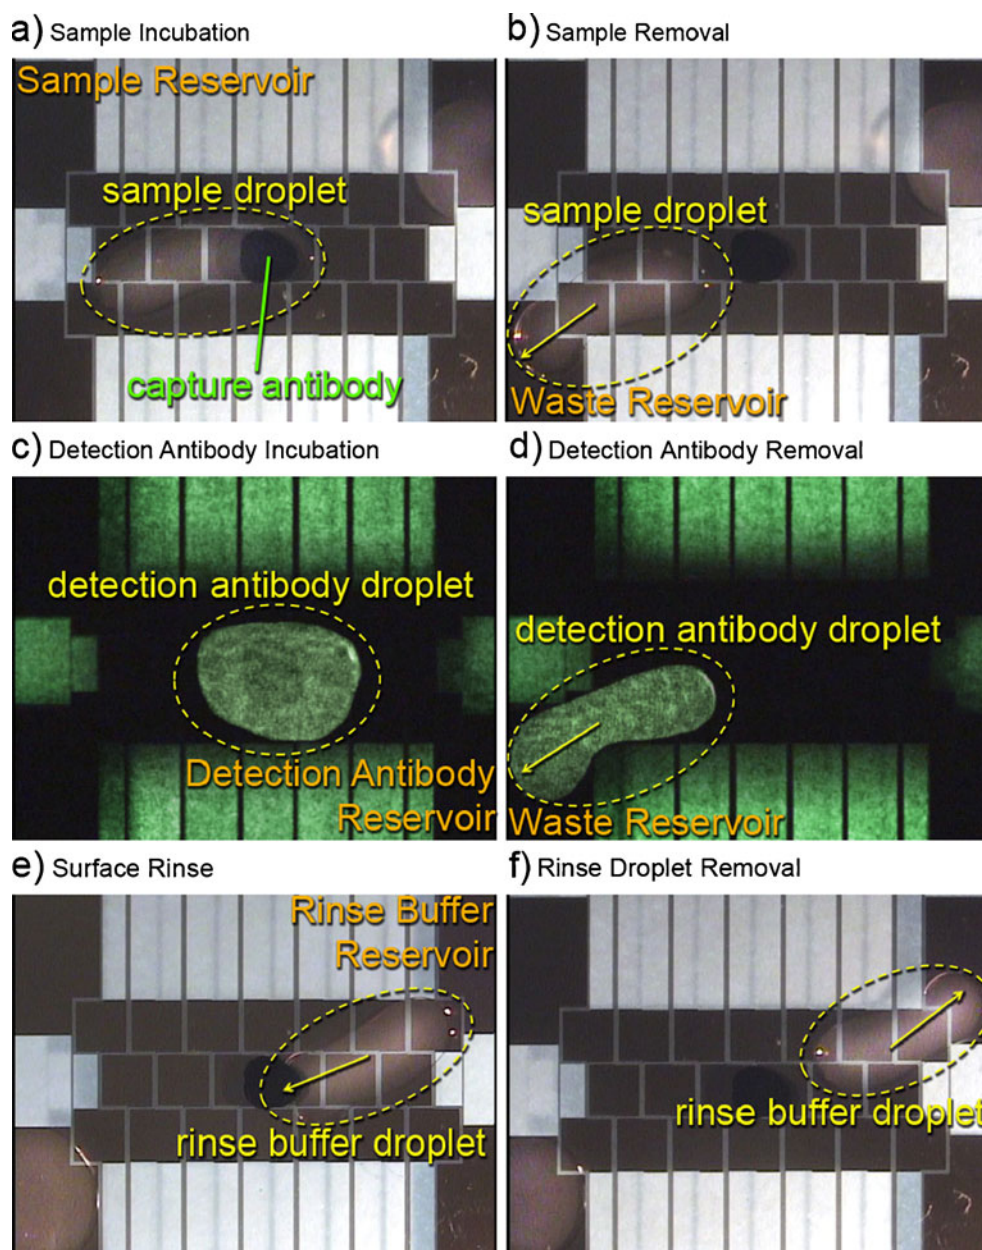 a) Sample Incubation
Sample Reservoir
sample droplet
capture antibody
b) Sample Removal
sample droplet
Waste Reservoir
c) Detection Antibody Incubation
detection antibody droplet
Detection Antibody
Reservoir
d) Detection Antibody Removal
detection antibody droplet
Waste Reservoir
e) Surface Rinse
Rinse Buffer
Reservoir
rinse buffer droplet
f) Rinse Droplet Removal
rinse buffer droplet